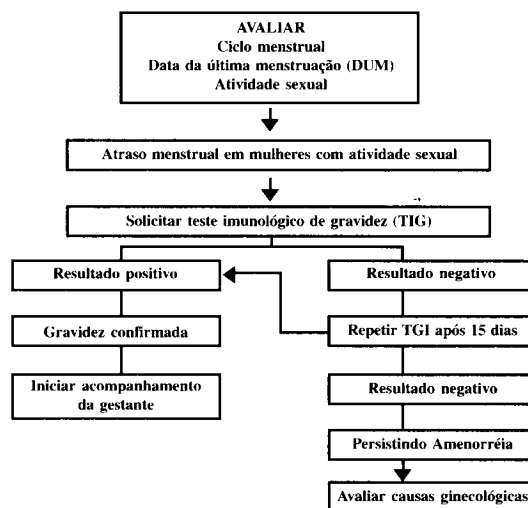 AVALIAR
Ciclo menstrual
Data da última menstruação (DUM)
Atividade sexual
Atraso menstrual em mulheres com atividade sexual
Solicitar teste imunológico de gravidez (TIG)
Resultado positivo
Resultado negativo
Gravidez confirmada
Repetir TGI após 15 dias
Iniciar acompanhamento
da gestante
Resultado negativo
Persistindo Amenorréia
Avaliar causas ginecológicas